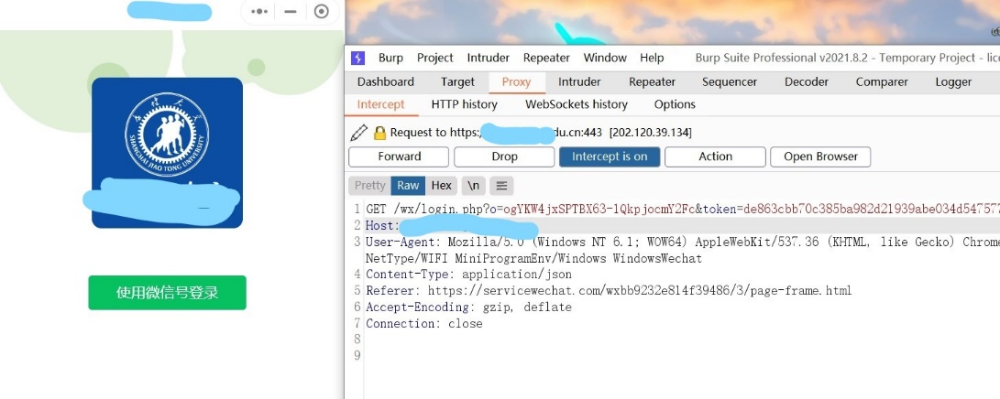 SHANGHAI JIAO TONG UNIVERSITY
使用微信号登录
Burp Project Intruder Repeater Window Help Burp Suite Professional v2021.8.2 - Temporary Project - lice
Dashboard Target Proxy Intruder Repeater Sequencer Decoder Comparer Logger
Intercept HTTP history WebSockets history Options
Request to https:/ du.cn:443 [202.120.39.134]
Forward Drop Intercept is on Action Open Browser
Pretty Raw Hex \n
1 GET /wx/login.php?o=ogYKW4jxSPTBX63-1QkpjocmY2Fc&token=de863cbb70c385ba982d21939abe034d547577
2 Host:
3 User-Agent: Mozilla/5.0 (Windows NT 6.1; WOW64) AppleWebKit/537.36 (KHTML, like Gecko) Chrome
NetType/WIFI MiniProgramEnv/Windows WindowsWechat
4 Content-Type: application/json
5 Referer: https://servicewechat.com/wxbb9232e814f39486/3/page-frame.html
6 Accept-Encoding: gzip, deflate
7 Connection: close
8
9